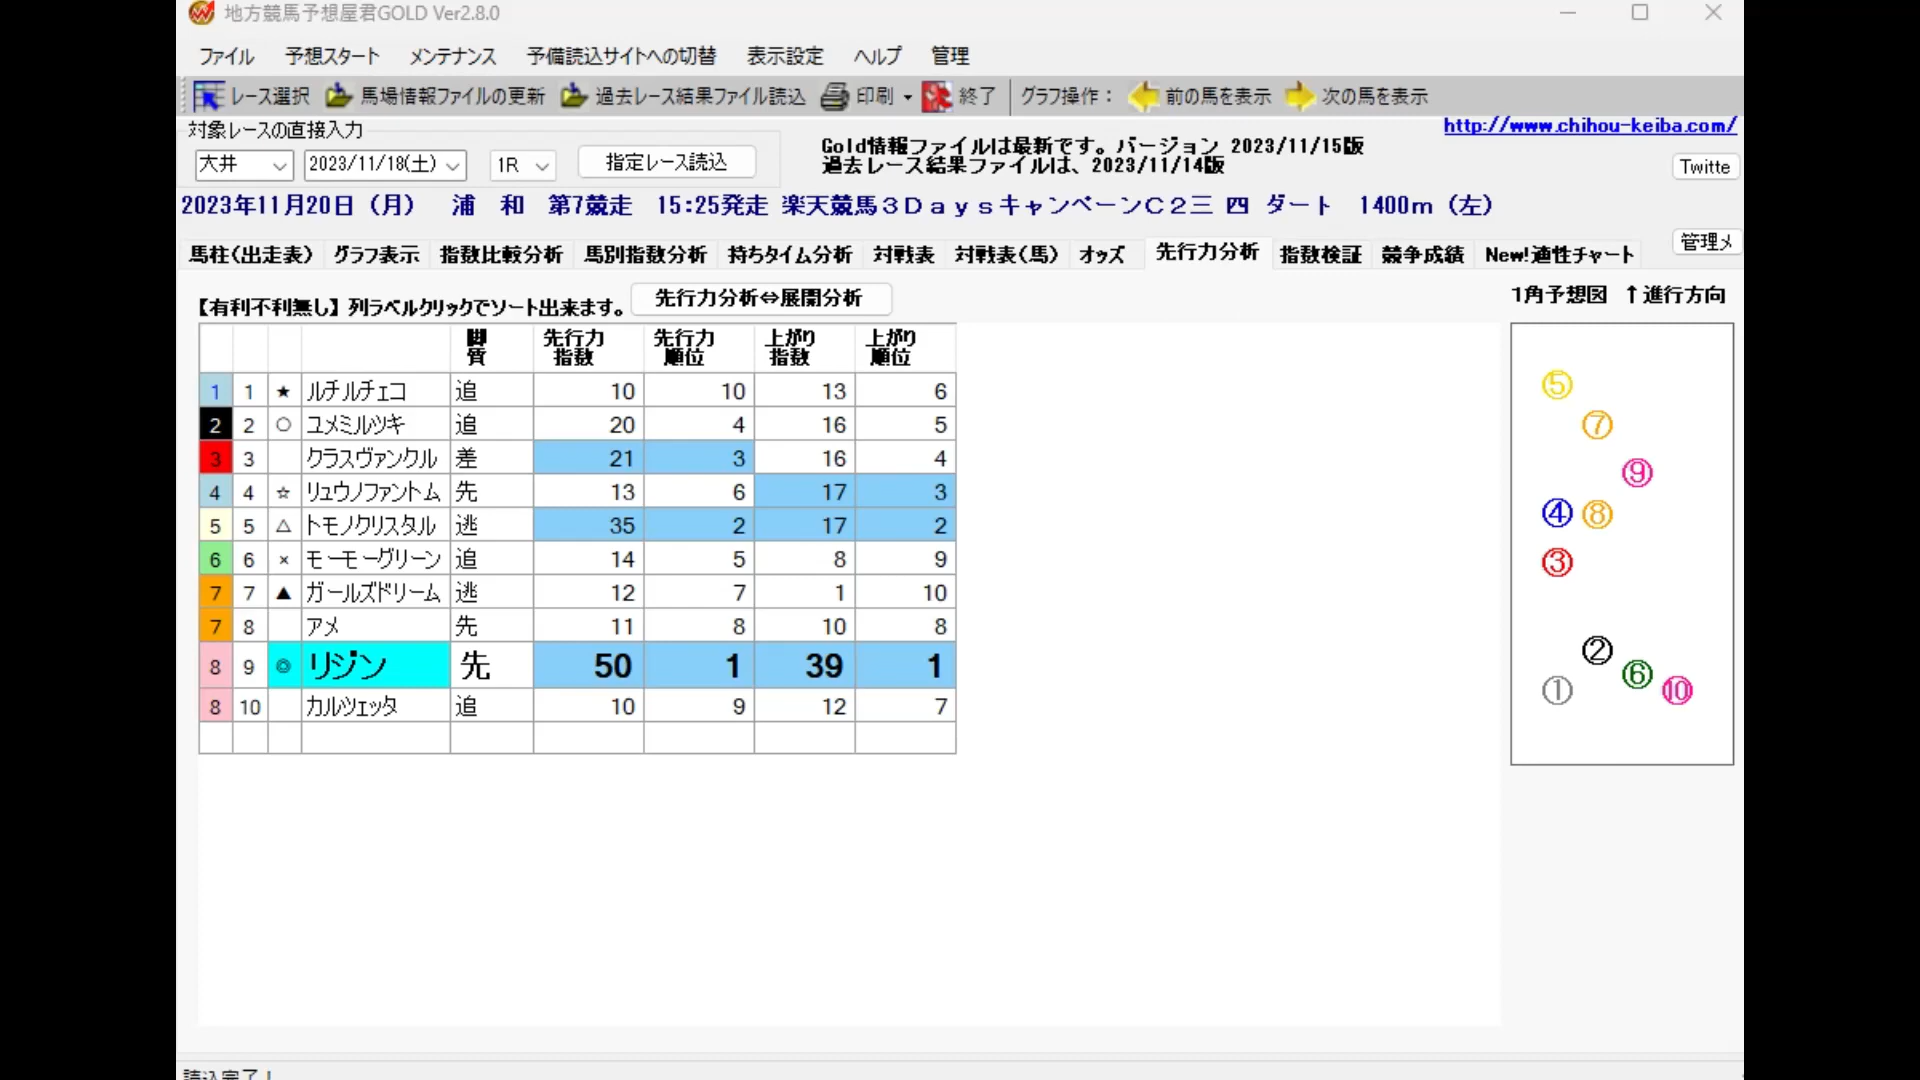 地方競馬予想屋君GOLD Ver2.8.0
ファイル 予想スタート メンテナンス 予備読込サイトへの切替 表示設定 ヘルプ 管理
レース選択 馬場情報ファイルの更新 過去レース結果ファイル読込 印刷 終了 グラフ操作： 前の馬を表示 次の馬を表示
対象レースの直接入力
http://www.chihou-keiba.com/
Gold情報ファイルは最新です。バージョン 2023/11/15版
過去レース結果ファイルは、2023/11/14版
大井 2023/11/18(土) 1R 指定レース読込
Twitte
2023年11月20日（月） 浦 和 第7競走 15:25発走 楽天競馬３ＤａｙｓキャンペーンＣ２三 四 ダート 1400m（左）
管理メ
馬柱(出走表) グラフ表示 指数比較分析 馬別指数分析 持ちタイム分析 対戦表 対戦表(馬) オッズ 先行力分析 指数検証 競争成績 New!適性チャート
【有利不利無し】列ラベルクリックでソート出来ます。 先行力分析⇔展開分析
1角予想図 ↑進行方向
脚質 先行力指数 先行力順位 上がり指数 上がり順位
1 1 ★ ルチルチェコ 追 10 10 13 6
2 2 ○ ユメミルツキ 追 20 4 16 5
3 3 クラスヴァンクル 差 21 3 16 4
4 4 ☆ リュウノファントム 先 13 6 17 3
5 5 △ トモノクリスタル 逃 35 2 17 2
6 6 × モーモーグリーン 追 14 5 8 9
7 7 ▲ ガールズドリーム 逃 12 7 1 10
7 8 アメ 先 11 8 10 8
8 9 ◎ リジン 先 50 1 39 1
8 10 カルツェッタ 追 10 9 12 7
⑤
⑦
⑨
④ ⑧
③
②
⑥
① ⑩
読込完了！